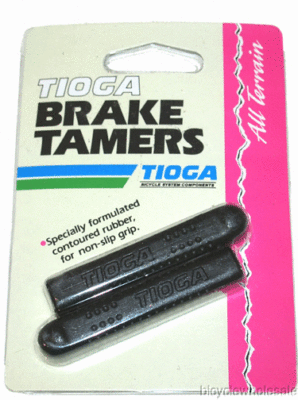 TIOGA
BRAKE
TAMERS
TIOGA
BICYCLE SYSTEM COMPONENTS
All Terrain
Specially formulated
contoured rubber,
for non-slip grip.
TIOGA
TIOGA
bicyclewholesale